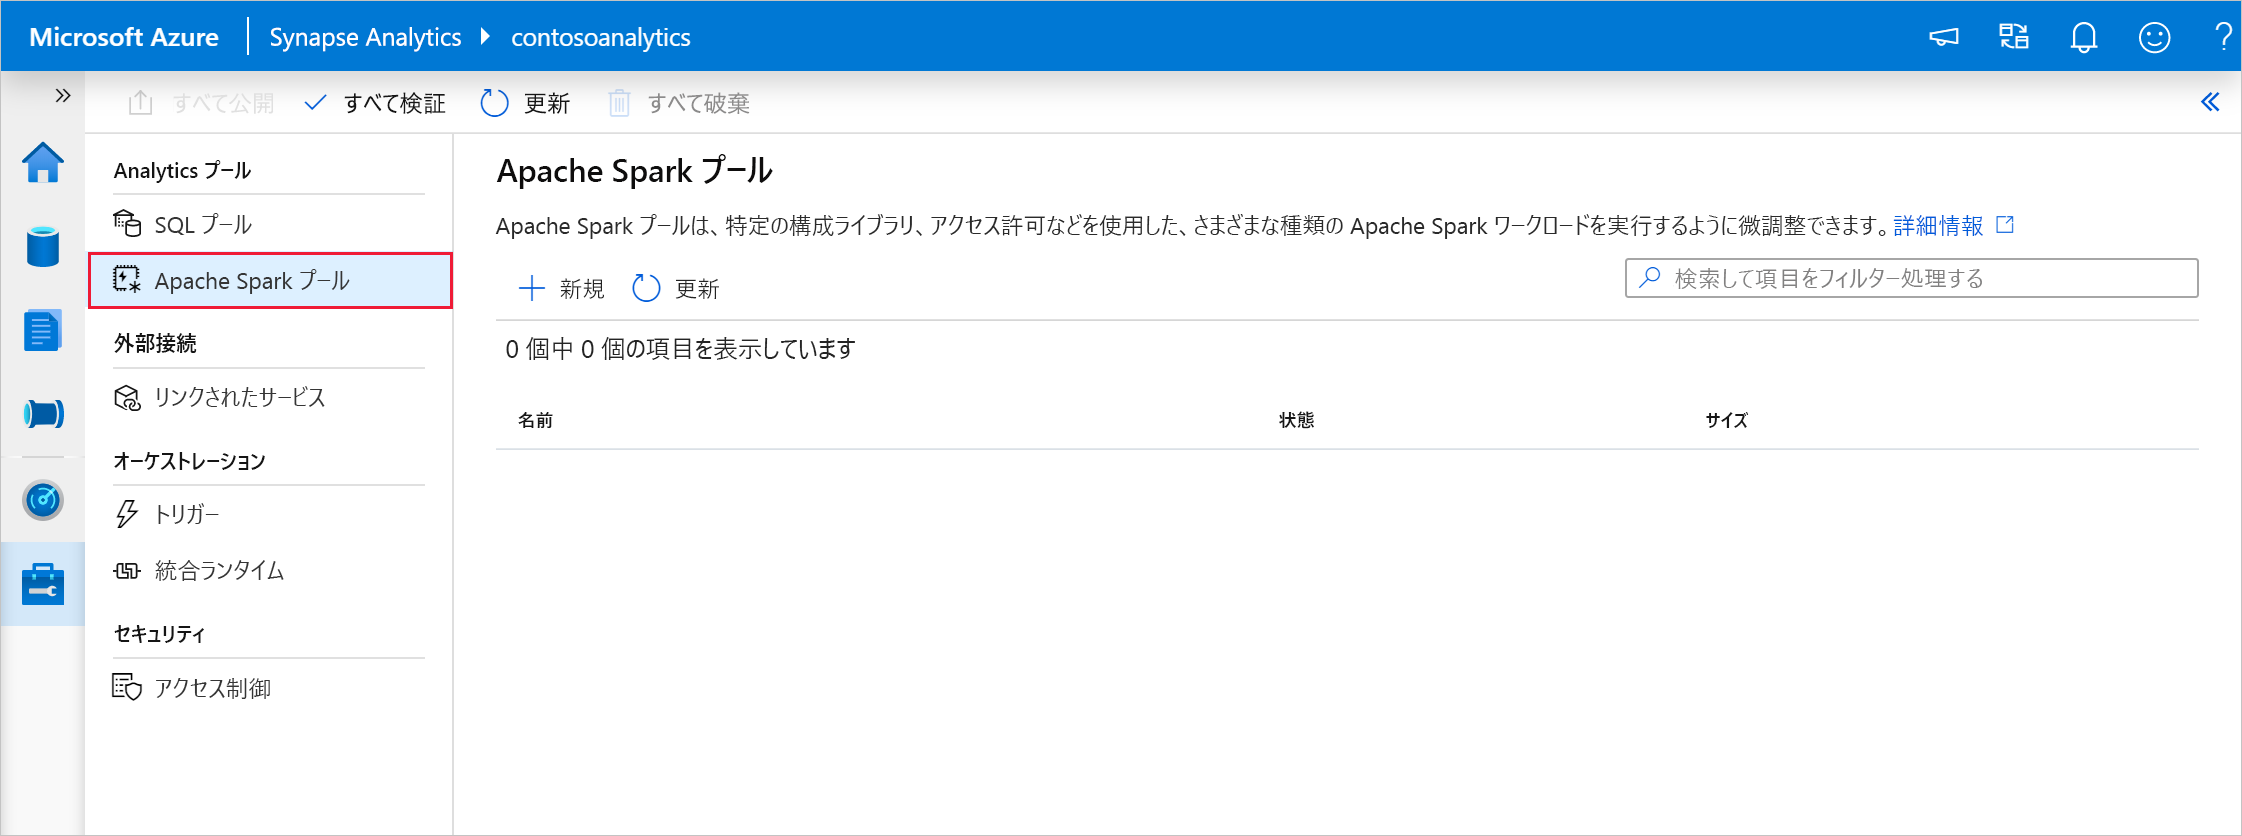 Microsoft Azure Synapse Analytics contosoanalytics
すべて公開 すべて検証 更新 すべて破棄
Analytics プール
SQL プール
Apache Spark プール
外部接続
リンクされたサービス
オーケストレーション
トリガー
統合ランタイム
セキュリティ
アクセス制御
Apache Spark プール
Apache Spark プールは、特定の構成ライブラリ、アクセス許可などを使用した、さまざまな種類の Apache Spark ワークロードを実行するように微調整できます。詳細情報
新規 更新 検索して項目をフィルター処理する
0 個中 0 個の項目を表示しています
名前 状態 サイズ